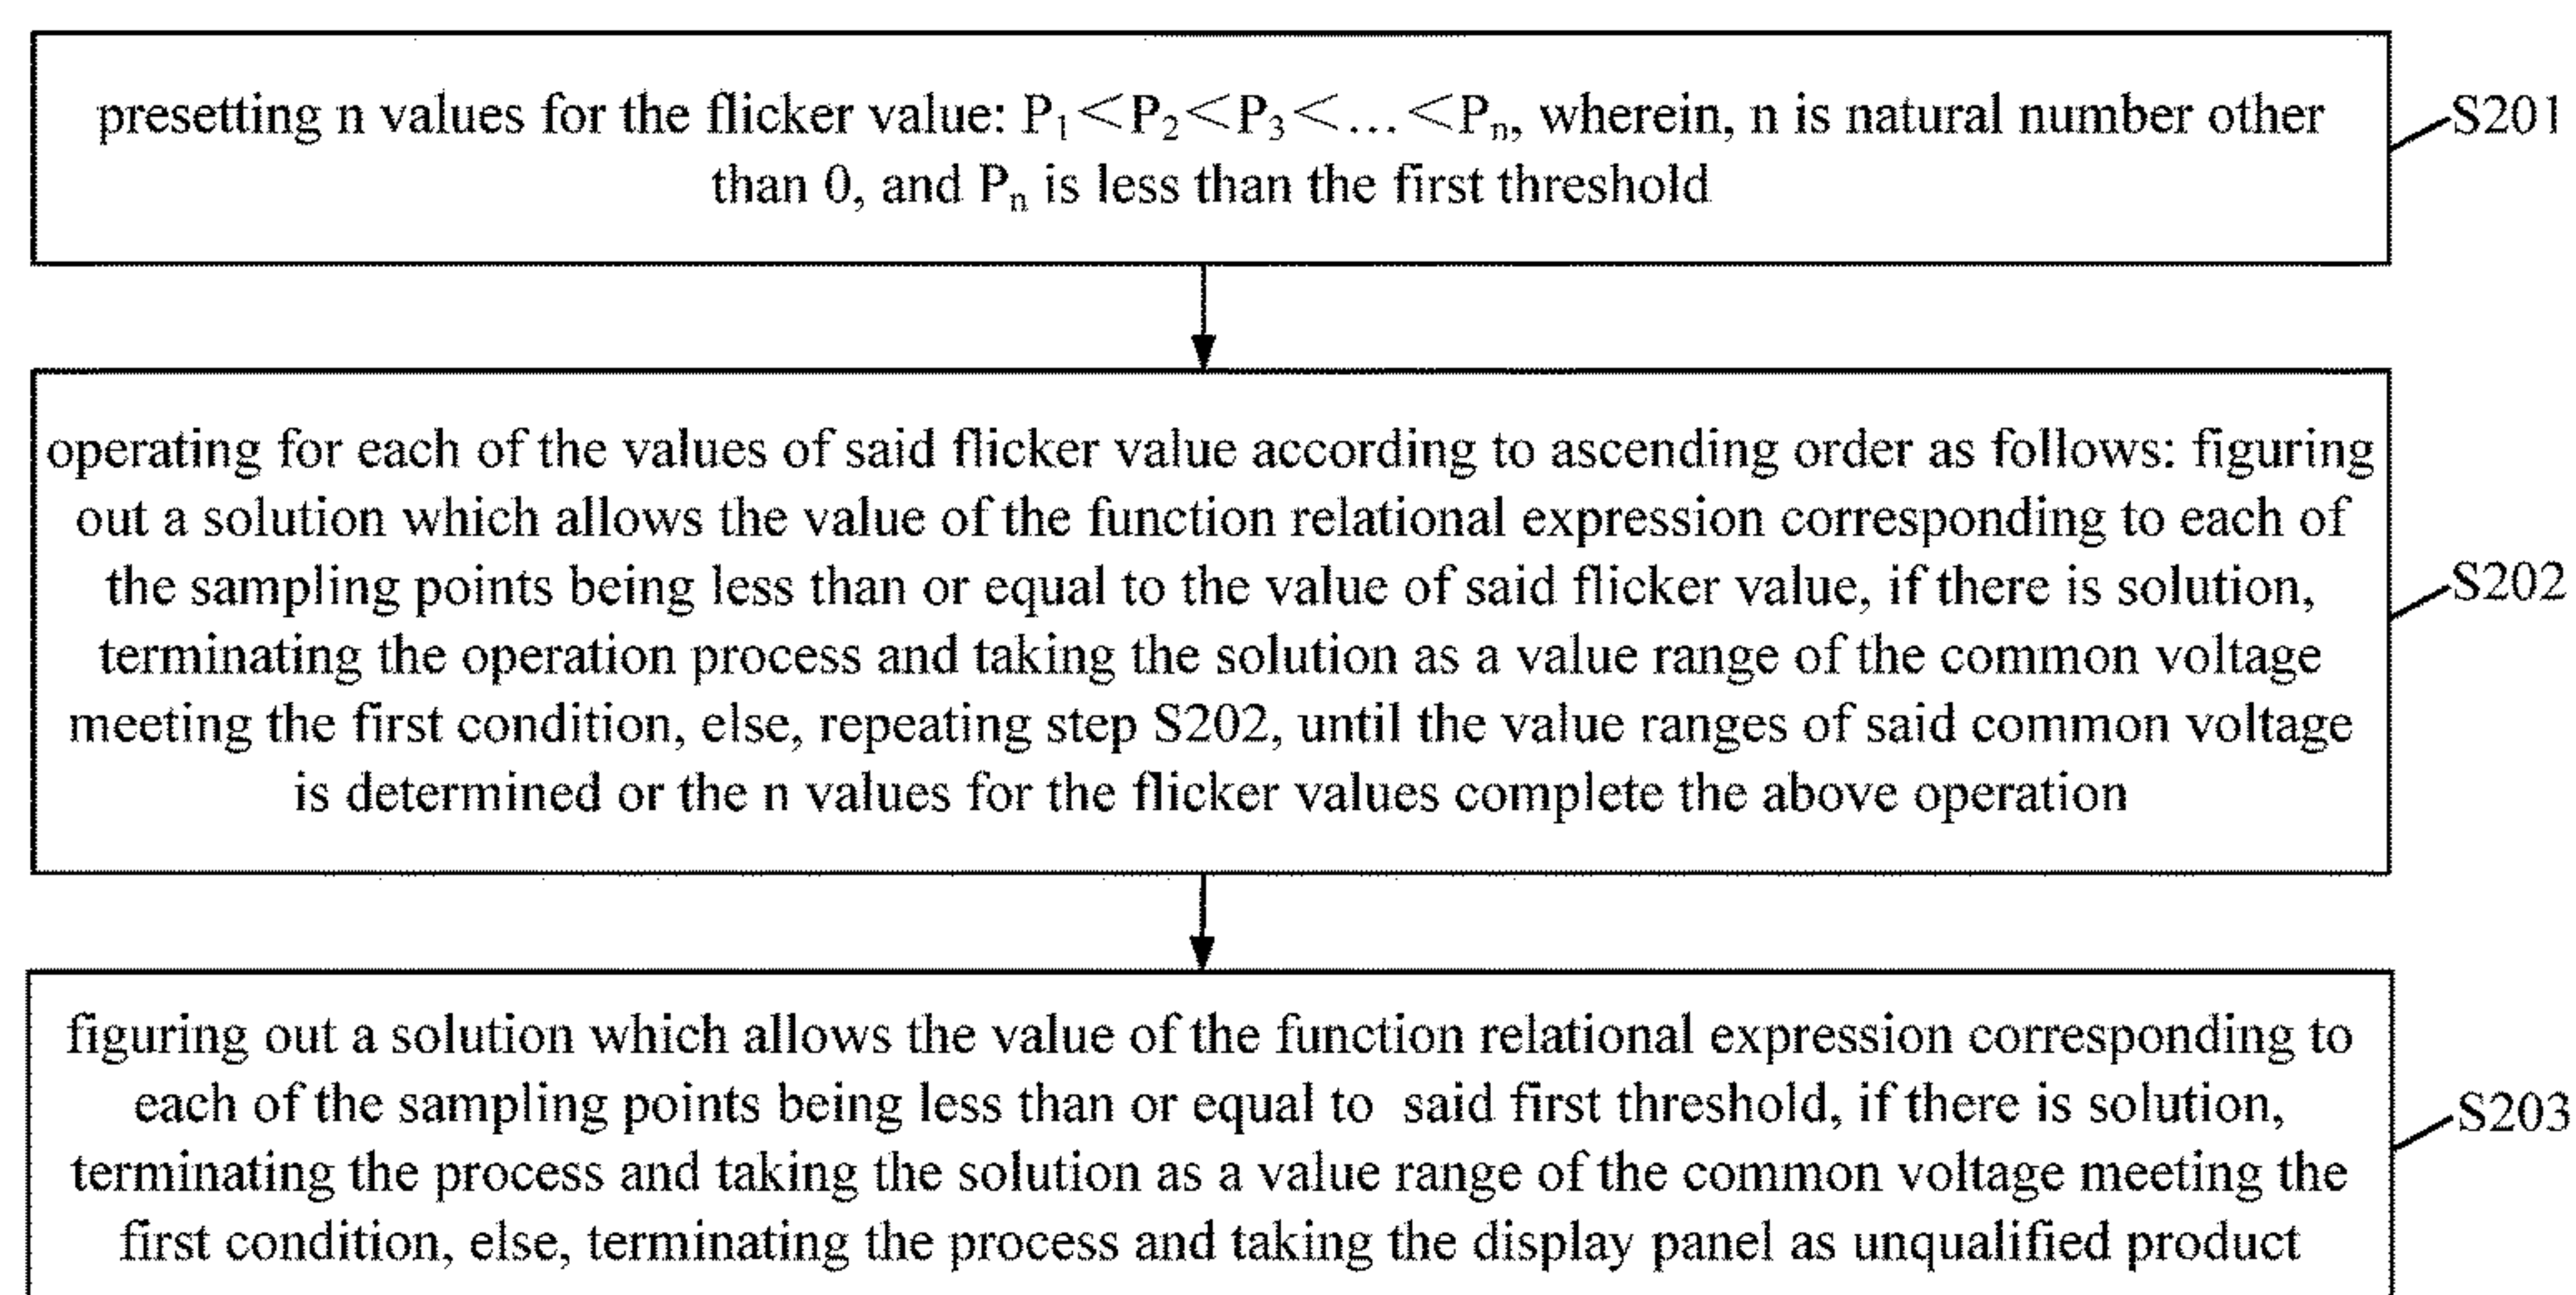 presetting n values for the flicker value: P₁<P₂<P₃<...<Pₙ, wherein, n is natural number other
than 0, and Pₙ is less than the first threshold
S201
operating for each of the values of said flicker value according to ascending order as follows: figuring
out a solution which allows the value of the function relational expression corresponding to each of
the sampling points being less than or equal to the value of said flicker value, if there is solution,
terminating the operation process and taking the solution as a value range of the common voltage
meeting the first condition, else, repeating step S202, until the value ranges of said common voltage
is determined or the n values for the flicker values complete the above operation
S202
figuring out a solution which allows the value of the function relational expression corresponding to
each of the sampling points being less than or equal to said first threshold, if there is solution,
terminating the process and taking the solution as a value range of the common voltage meeting the
first condition, else, terminating the process and taking the display panel as unqualified product
S203